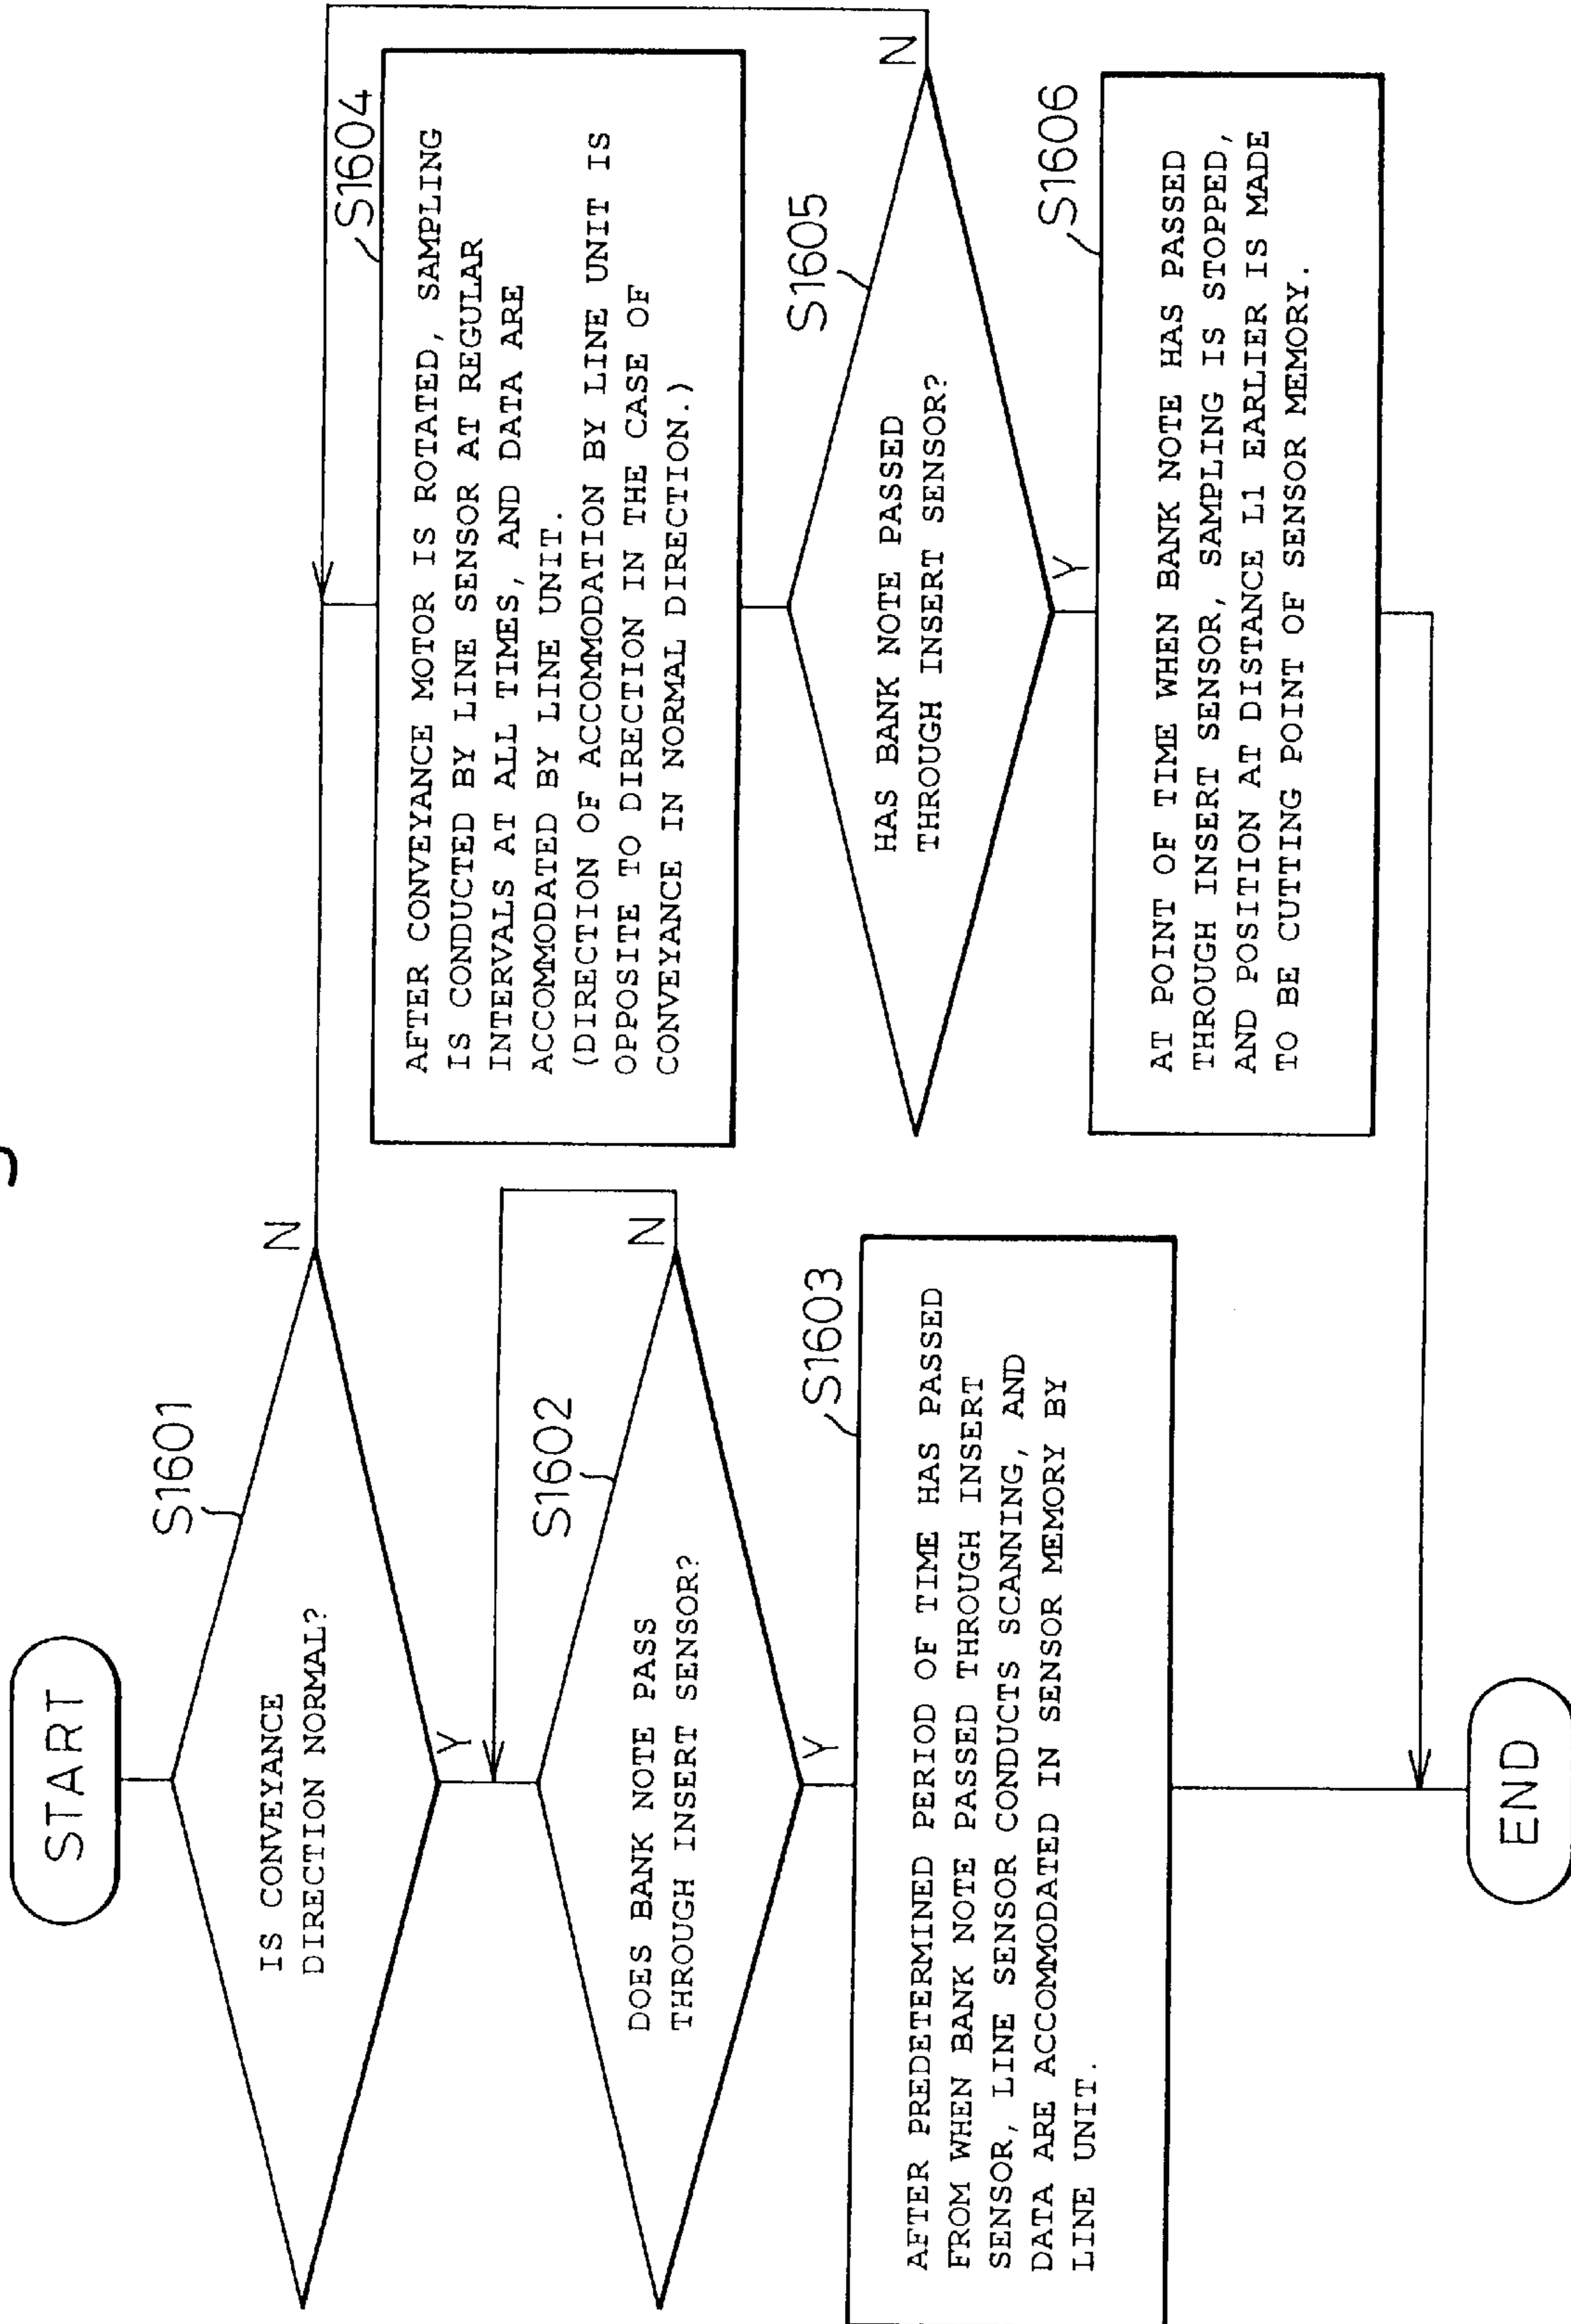 START
S1601
IS CONVEYANCE
DIRECTION NORMAL?
N
Y
S1602
DOES BANK NOTE PASS
THROUGH INSERT SENSOR?
N
Y
S1603
AFTER PREDETERMINED PERIOD OF TIME HAS PASSED
FROM WHEN BANK NOTE PASSED THROUGH INSERT
SENSOR, LINE SENSOR CONDUCTS SCANNING, AND
DATA ARE ACCOMMODATED IN SENSOR MEMORY BY
LINE UNIT.
S1604
AFTER CONVEYANCE MOTOR IS ROTATED, SAMPLING
IS CONDUCTED BY LINE SENSOR AT REGULAR
INTERVALS AT ALL TIMES, AND DATA ARE
ACCOMMODATED BY LINE UNIT.
(DIRECTION OF ACCOMMODATION BY LINE UNIT IS
OPPOSITE TO DIRECTION IN THE CASE OF
CONVEYANCE IN NORMAL DIRECTION.)
S1605
HAS BANK NOTE PASSED
THROUGH INSERT SENSOR?
N
Y
S1606
AT POINT OF TIME WHEN BANK NOTE HAS PASSED
THROUGH INSERT SENSOR, SAMPLING IS STOPPED,
AND POSITION AT DISTANCE L1 EARLIER IS MADE
TO BE CUTTING POINT OF SENSOR MEMORY.
END